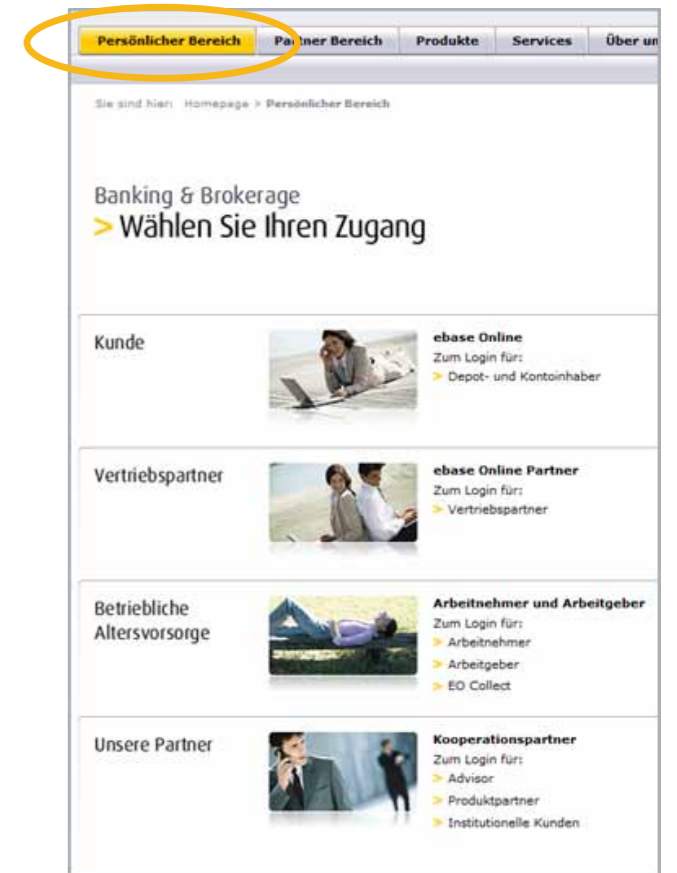 Persönlicher Bereich Partner Bereich Produkte Services Über
Sie sind hier: Homepage > Persönlicher Bereich
Banking & Brokerage
> Wählen Sie Ihren Zugang
Kunde
ebase Online
Zum Login für:
> Depot- und Kontoinhaber
Vertriebspartner
ebase Online Partner
Zum Login für:
> Vertriebspartner
Betriebliche
Altersvorsorge
Arbeitnehmer und Arbeitgeber
Zum Login für:
> Arbeitnehmer
> Arbeitgeber
> EO Collect
Unsere Partner
Kooperationspartner
Zum Login für:
> Advisor
> Produktpartner
> Institutionelle Kunden